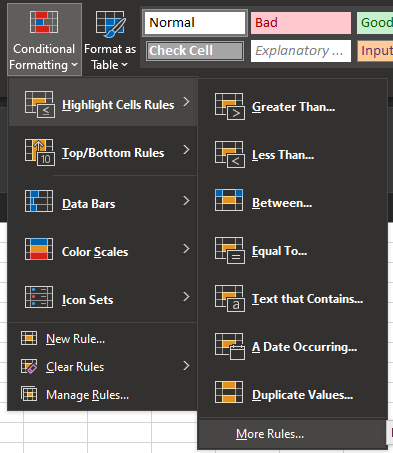 Conditional
Formatting
Format as
Table
Normal
Bad
Good
Check Cell
Explanatory ...
Input
Highlight Cells Rules
Top/Bottom Rules
Data Bars
Color Scales
Icon Sets
New Rule...
Clear Rules
Manage Rules...
Greater Than...
Less Than...
Between...
Equal To...
Text that Contains...
A Date Occurring...
Duplicate Values...
More Rules...